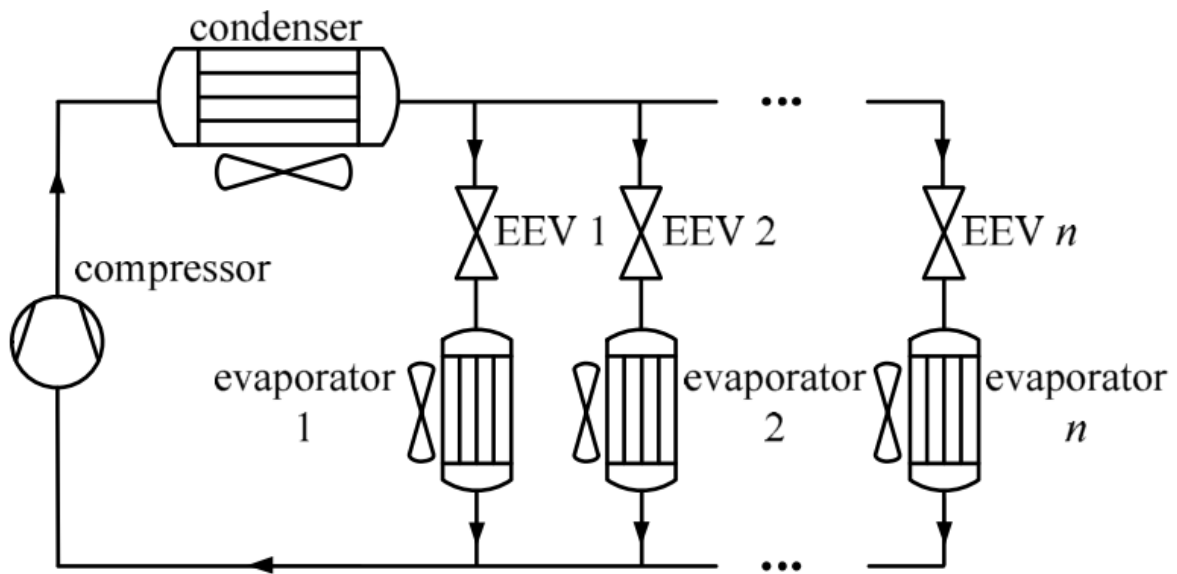 condenser
...
EEV 1
EEV 2
EEV n
compressor
evaporator
1
evaporator
2
evaporator
n
...